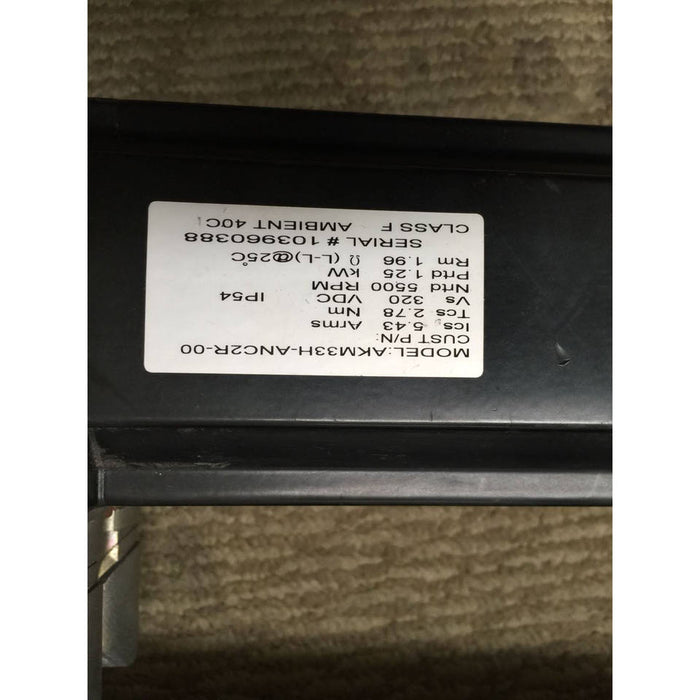 MODEL:AKM33H-ANC2R-00
CUST P/N:
Ics 5.43 Arms
Tcs 2.78 Nm
Vs 320 VDC IP54
Nrtd 5500 RPM
Prtd 1.25 kW
Rm 1.96 Ω (L-L)@25°C
SERIAL # 103960388
CLASS F AMBIENT 40C